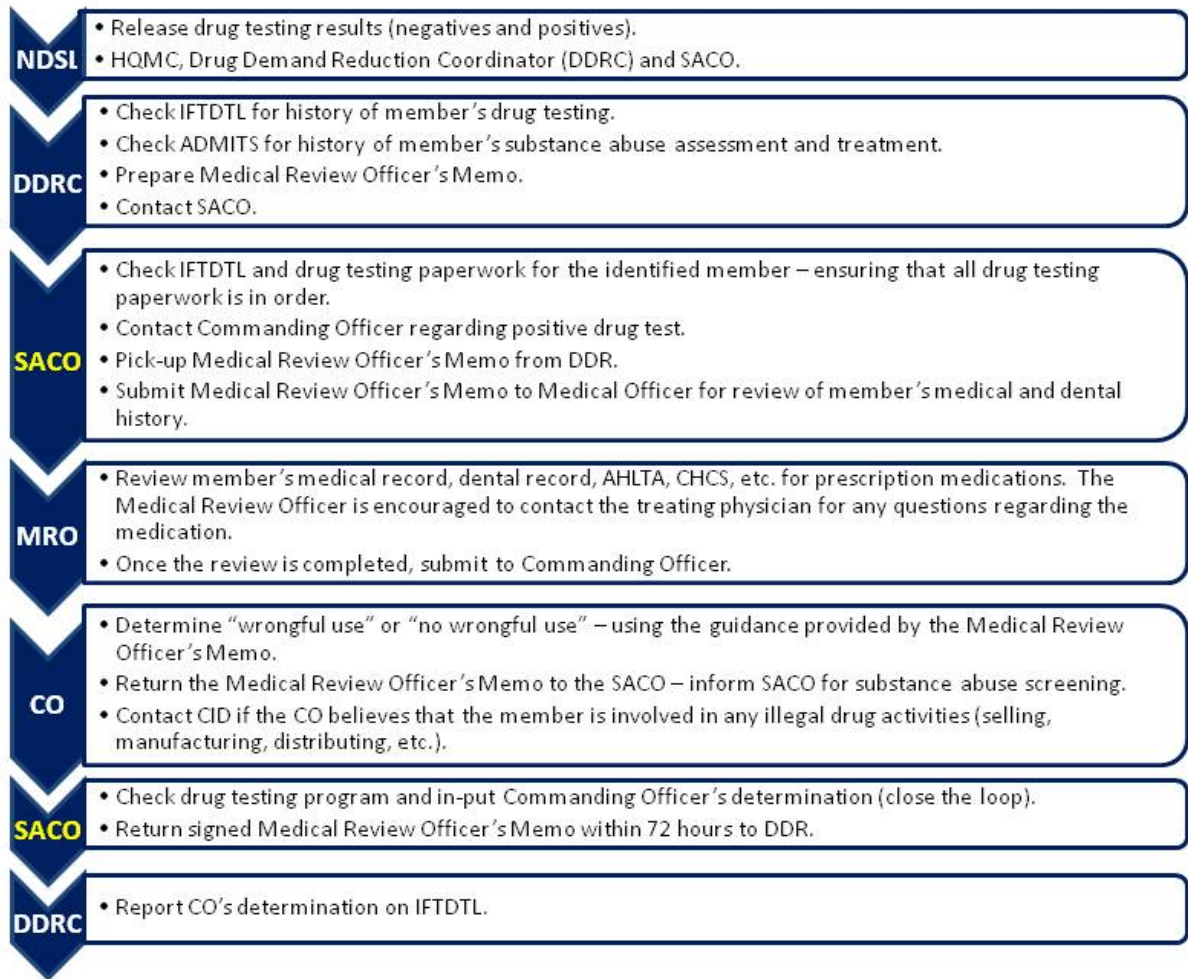 NDSL
• Release drug testing results (negatives and positives).
• HQMC, Drug Demand Reduction Coordinator (DDRC) and SACO.
DDRC
• Check IFTDTL for history of member's drug testing.
• Check ADMITS for history of member's substance abuse assessment and treatment.
• Prepare Medical Review Officer's Memo.
• Contact SACO.
SACO
• Check IFTDTL and drug testing paperwork for the identified member – ensuring that all drug testing
paperwork is in order.
• Contact Commanding Officer regarding positive drug test.
• Pick-up Medical Review Officer's Memo from DDR.
• Submit Medical Review Officer's Memo to Medical Officer for review of member's medical and dental
history.
MRO
• Review member's medical record, dental record, AHLTA, CHCS, etc. for prescription medications. The
Medical Review Officer is encouraged to contact the treating physician for any questions regarding the
medication.
• Once the review is completed, submit to Commanding Officer.
CO
• Determine "wrongful use" or "no wrongful use" – using the guidance provided by the Medical Review
Officer's Memo.
• Return the Medical Review Officer's Memo to the SACO – inform SACO for substance abuse screening.
• Contact CID if the CO believes that the member is involved in any illegal drug activities (selling,
manufacturing, distributing, etc.).
SACO
• Check drug testing program and in-put Commanding Officer's determination (close the loop).
• Return signed Medical Review Officer's Memo within 72 hours to DDR.
DDRC
• Report CO's determination on IFTDTL.